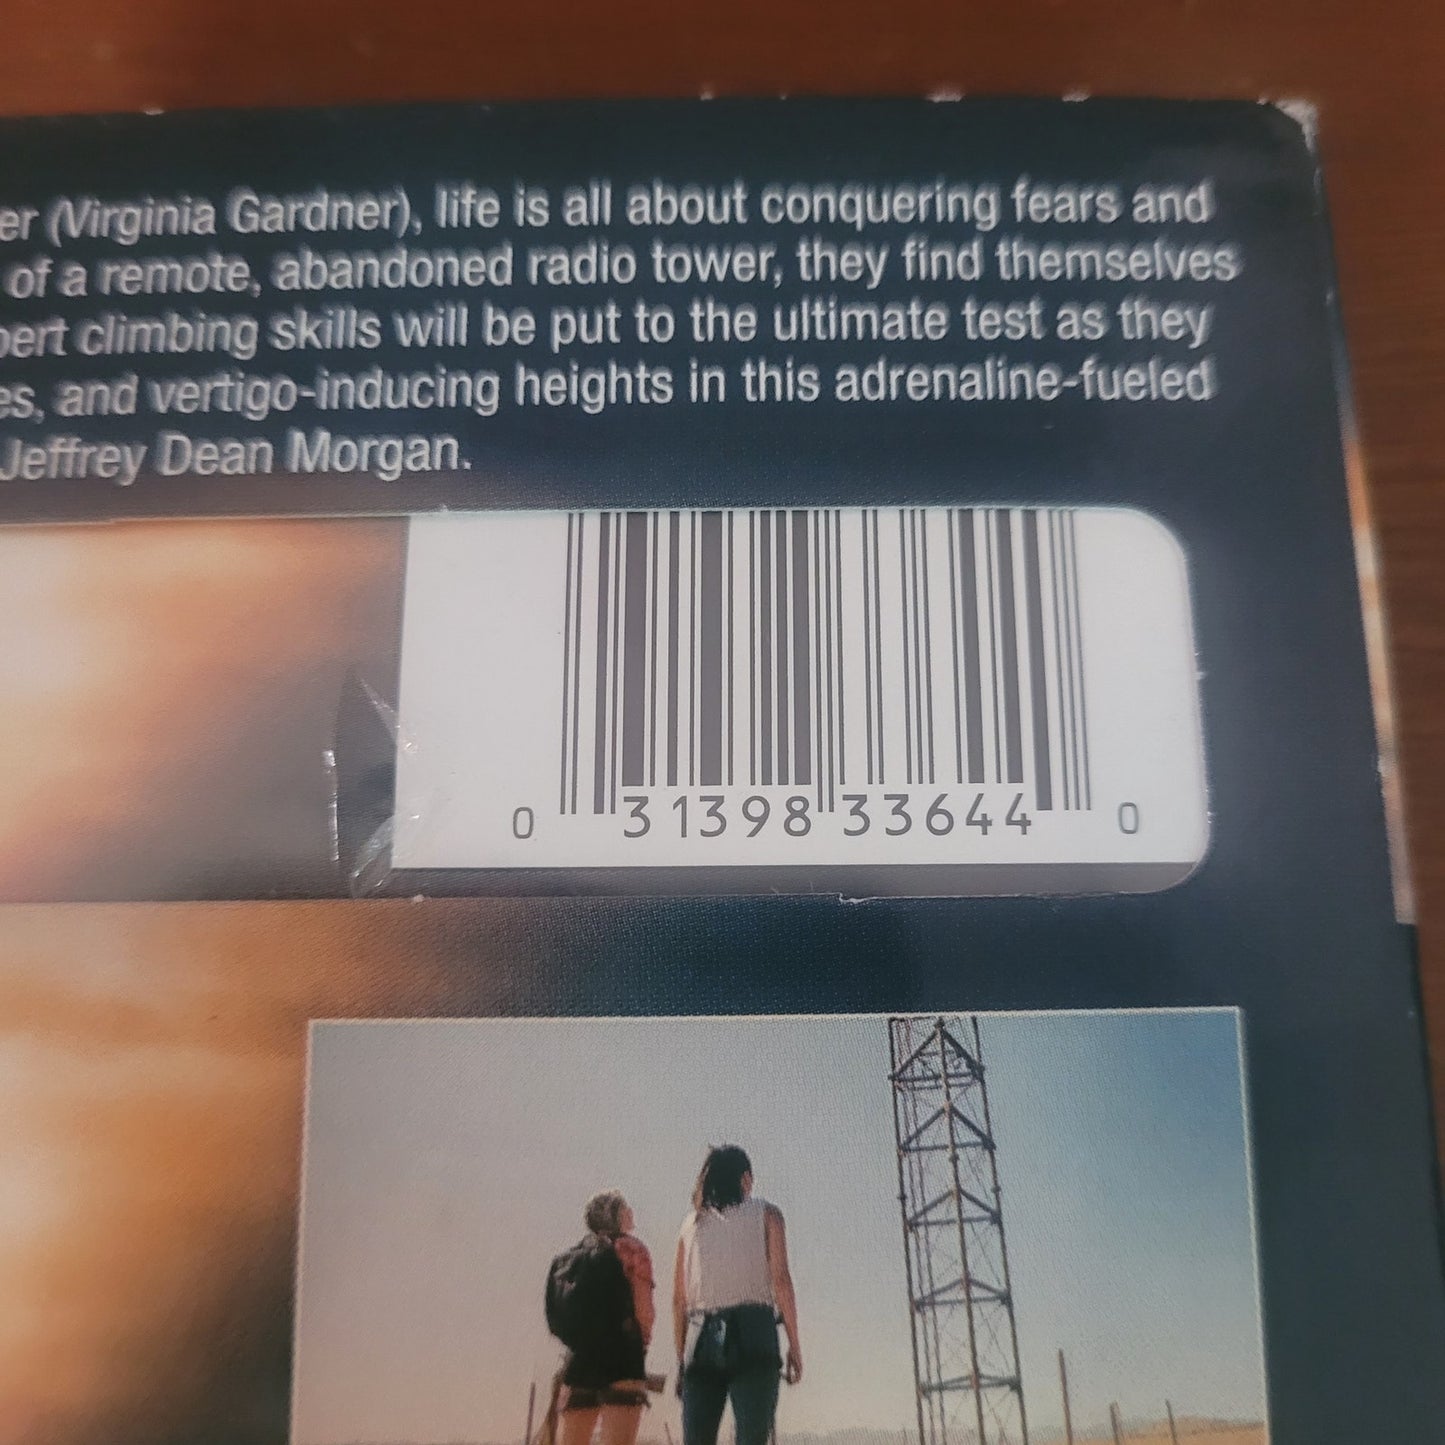 er (Virginia Gardner), life is all about conquering fears and
of a remote, abandoned radio tower, they find themselves
pert climbing skills will be put to the ultimate test as they
es, and vertigo-inducing heights in this adrenaline-fueled
Jeffrey Dean Morgan.
0 31398 33644 0